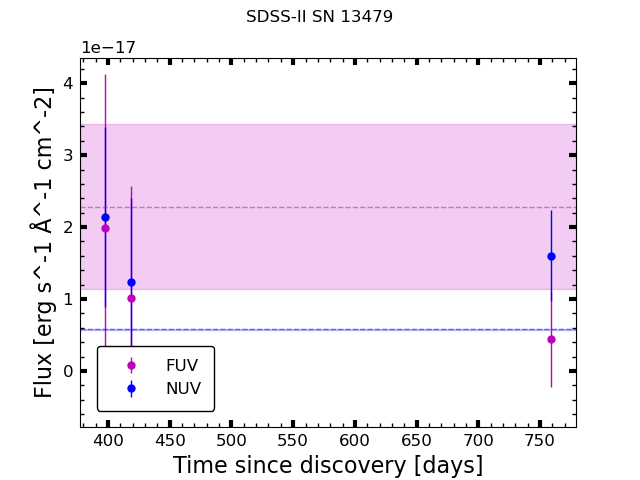 SDSS-II SN 13479
1e−17
4
3
2
1
0
Flux [erg s^-1 Å^-1 cm^-2]
FUV
NUV
400 450 500 550 600 650 700 750
Time since discovery [days]